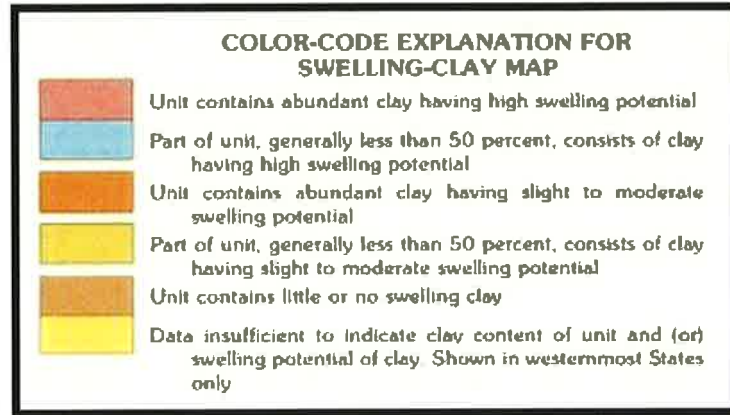 COLOR-CODE EXPLANATION FOR
SWELLING-CLAY MAP
Unit contains abundant clay having high swelling potential
Part of unit, generally less than 50 percent, consists of clay
having high swelling potential
Unit contains abundant clay having slight to moderate
swelling potential
Part of unit, generally less than 50 percent, consists of clay
having slight to moderate swelling potential
Unit contains little or no swelling clay
Data insufficient to indicate clay content of unit and (or)
swelling potential of clay. Shown in westernmost States
only